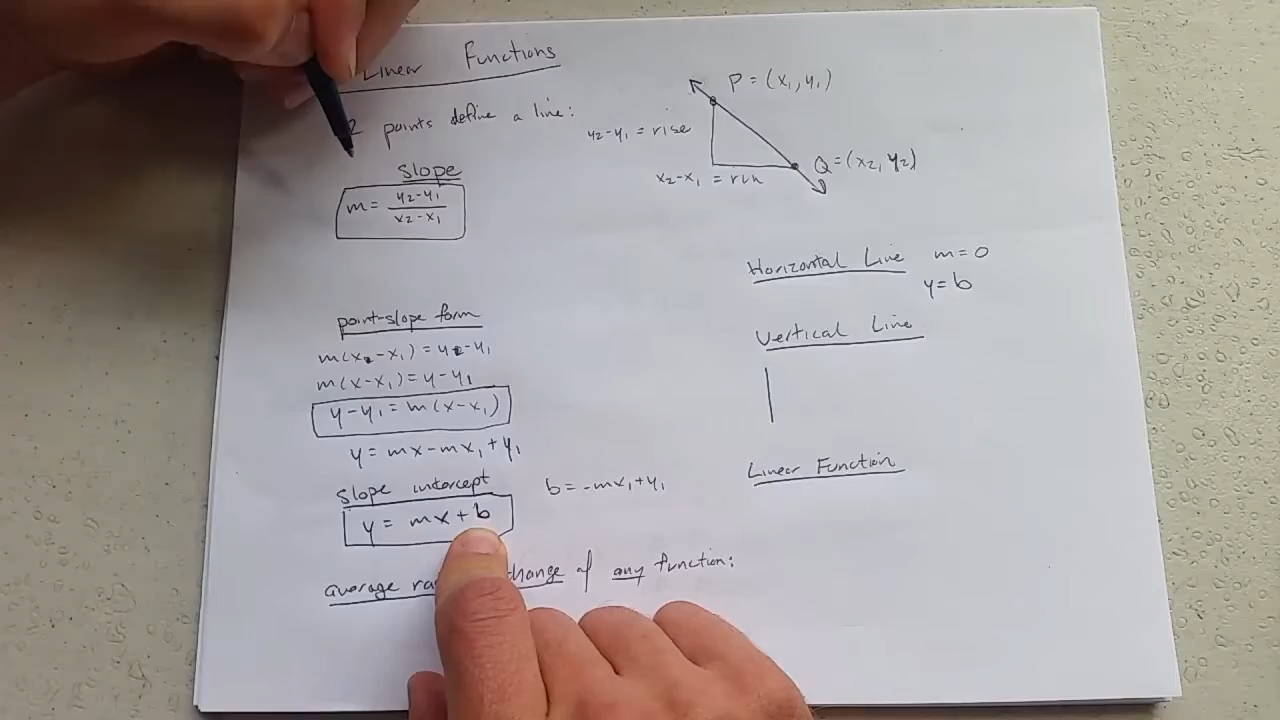 Linear Functions
2 points define a line:
slope
m = y2-y1 / x2-x1
P = (x1, y1)
y2-y1 = rise
Q = (x2, y2)
x2-x1 = run
point-slope form
m(x2-x1) = y2-y1
m(x-x1) = y-y1
y-y1 = m(x-x1)
y = mx-mx1+y1
slope intercept
b = -mx1+y1
y = mx+b
average change of any function:
Horizontal Line m=0
y=b
Vertical Line
Linear Function